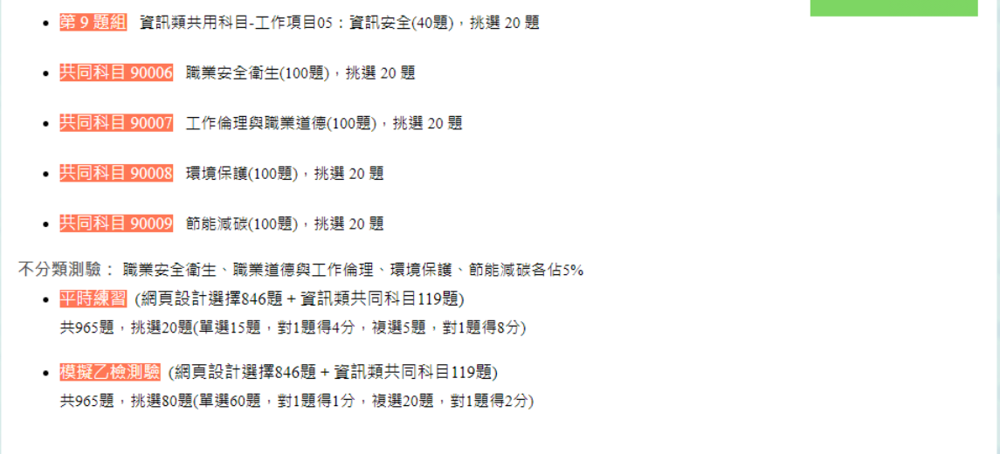 第 9 題組 資訊類共用科目-工作項目05：資訊安全(40題)，挑選 20 題
共同科目 90006 職業安全衛生(100題)，挑選 20 題
共同科目 90007 工作倫理與職業道德(100題)，挑選 20 題
共同科目 90008 環境保護(100題)，挑選 20 題
共同科目 90009 節能減碳(100題)，挑選 20 題
不分類測驗： 職業安全衛生、職業道德與工作倫理、環境保護、節能減碳各佔5%
平時練習 (網頁設計選擇846題 + 資訊類共同科目119題)
共965題，挑選20題(單選15題，對1題得4分，複選5題，對1題得8分)
模擬乙檢測驗 (網頁設計選擇846題 + 資訊類共同科目119題)
共965題，挑選80題(單選60題，對1題得1分，複選20題，對1題得2分)